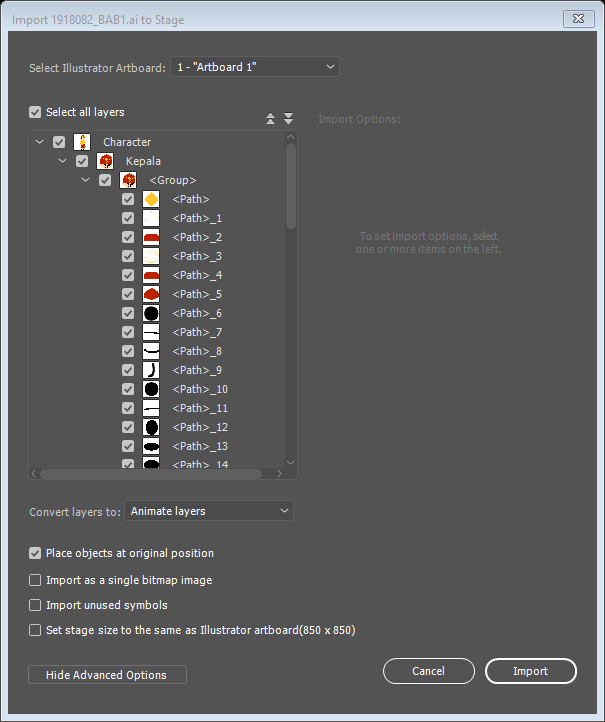 Import 1918082_BAB1.ai to Stage
Select Illustrator Artboard: 1 - "Artboard 1"
Select all layers
Import Options:
Character
Kepala
<Group>
<Path>
<Path>_1
<Path>_2
<Path>_3
<Path>_4
<Path>_5
<Path>_6
<Path>_7
<Path>_8
<Path>_9
<Path>_10
<Path>_11
<Path>_12
<Path>_13
<Path>_14
To set import options, select
one or more items on the left.
Convert layers to: Animate layers
Place objects at original position
Import as a single bitmap image
Import unused symbols
Set stage size to the same as Illustrator artboard(850 x 850)
Hide Advanced Options
Cancel
Import